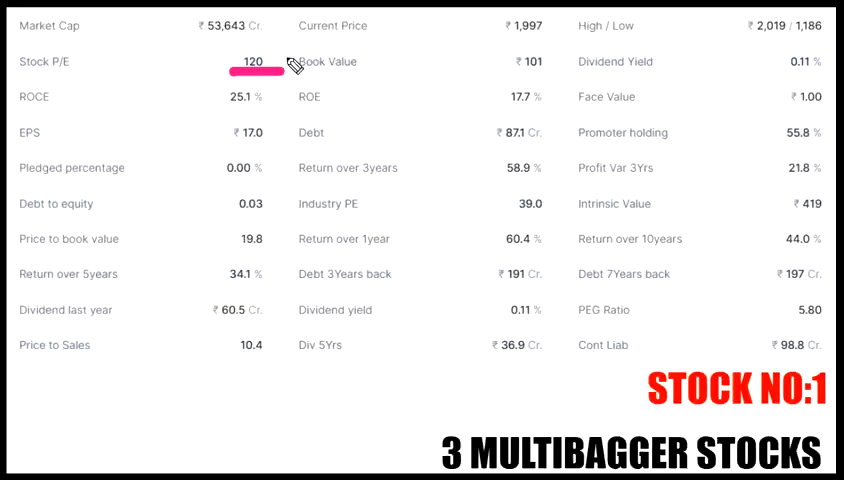 Market Cap ₹ 53,643 Cr. Current Price ₹ 1,997 High / Low ₹ 2,019 / 1,186
Stock P/E 120 Book Value ₹ 101 Dividend Yield 0.11 %
ROCE 25.1 % ROE 17.7 % Face Value ₹ 1.00
EPS ₹ 17.0 Debt ₹ 87.1 Cr. Promoter holding 55.8 %
Pledged percentage 0.00 % Return over 3years 58.9 % Profit Var 3Yrs 21.8 %
Debt to equity 0.03 Industry PE 39.0 Intrinsic Value ₹ 419
Price to book value 19.8 Return over 1year 60.4 % Return over 10years 44.0 %
Return over 5years 34.1 % Debt 3Years back ₹ 191 Cr. Debt 7Years back ₹ 197 Cr.
Dividend last year ₹ 60.5 Cr. Dividend yield 0.11 % PEG Ratio 5.80
Price to Sales 10.4 Div 5Yrs ₹ 36.9 Cr. Cont Liab ₹ 98.8 Cr.
STOCK NO:1
3 MULTIBAGGER STOCKS